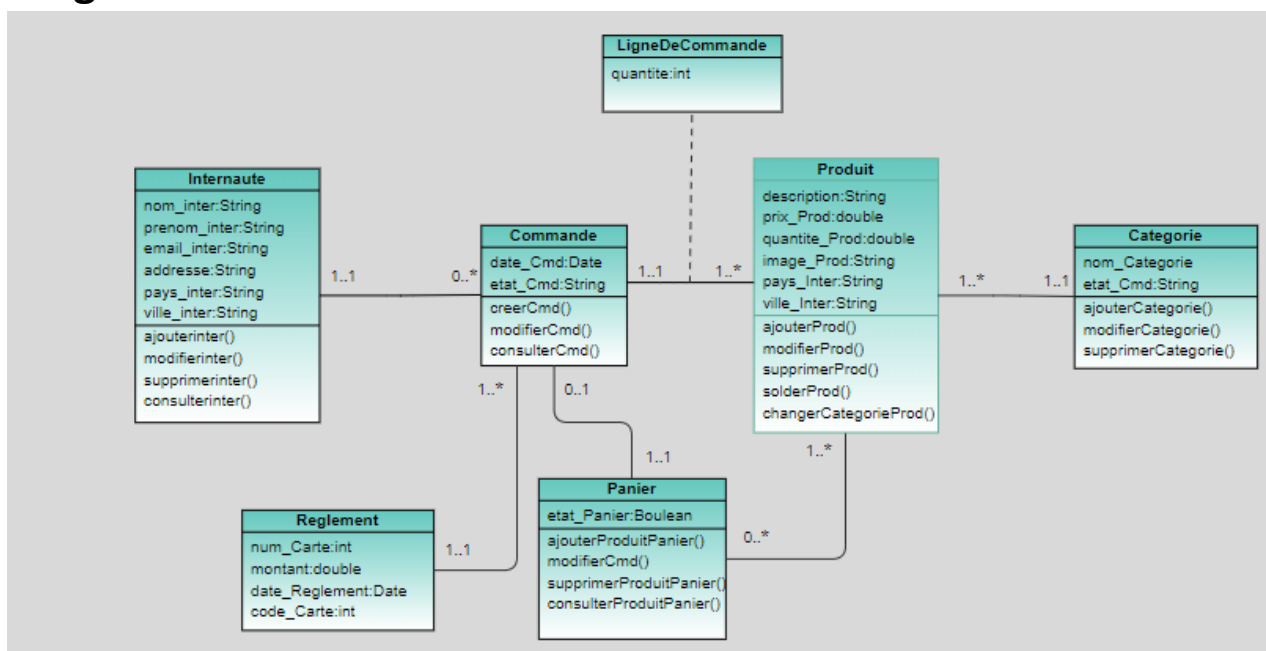 LigneDeCommande
quantite:int
Internaute
nom_inter:String
prenom_inter:String
email_inter:String
addresse:String
pays_inter:String
ville_inter:String
ajouterinter()
modifierinter()
supprimerinter()
consulterinter()
1..1
0..*
Commande
date_Cmd:Date
etat_Cmd:String
creerCmd()
modifierCmd()
consulterCmd()
1..1
1..*
Produit
description:String
prix_Prod:double
quantite_Prod:double
image_Prod:String
pays_Inter:String
ville_Inter:String
ajouterProd()
modifierProd()
supprimerProd()
solderProd()
changerCategorieProd()
1..*
1..1
Categorie
nom_Categorie
etat_Cmd:String
ajouterCategorie()
modifierCategorie()
supprimerCategorie()
1..*
0..1
1..1
1..*
Reglement
num_Carte:int
montant:double
date_Reglement:Date
code_Carte:int
1..1
Panier
etat_Panier:Boulean
ajouterProduitPanier()
modifierCmd()
supprimerProduitPanier()
consulterProduitPanier()
0..*